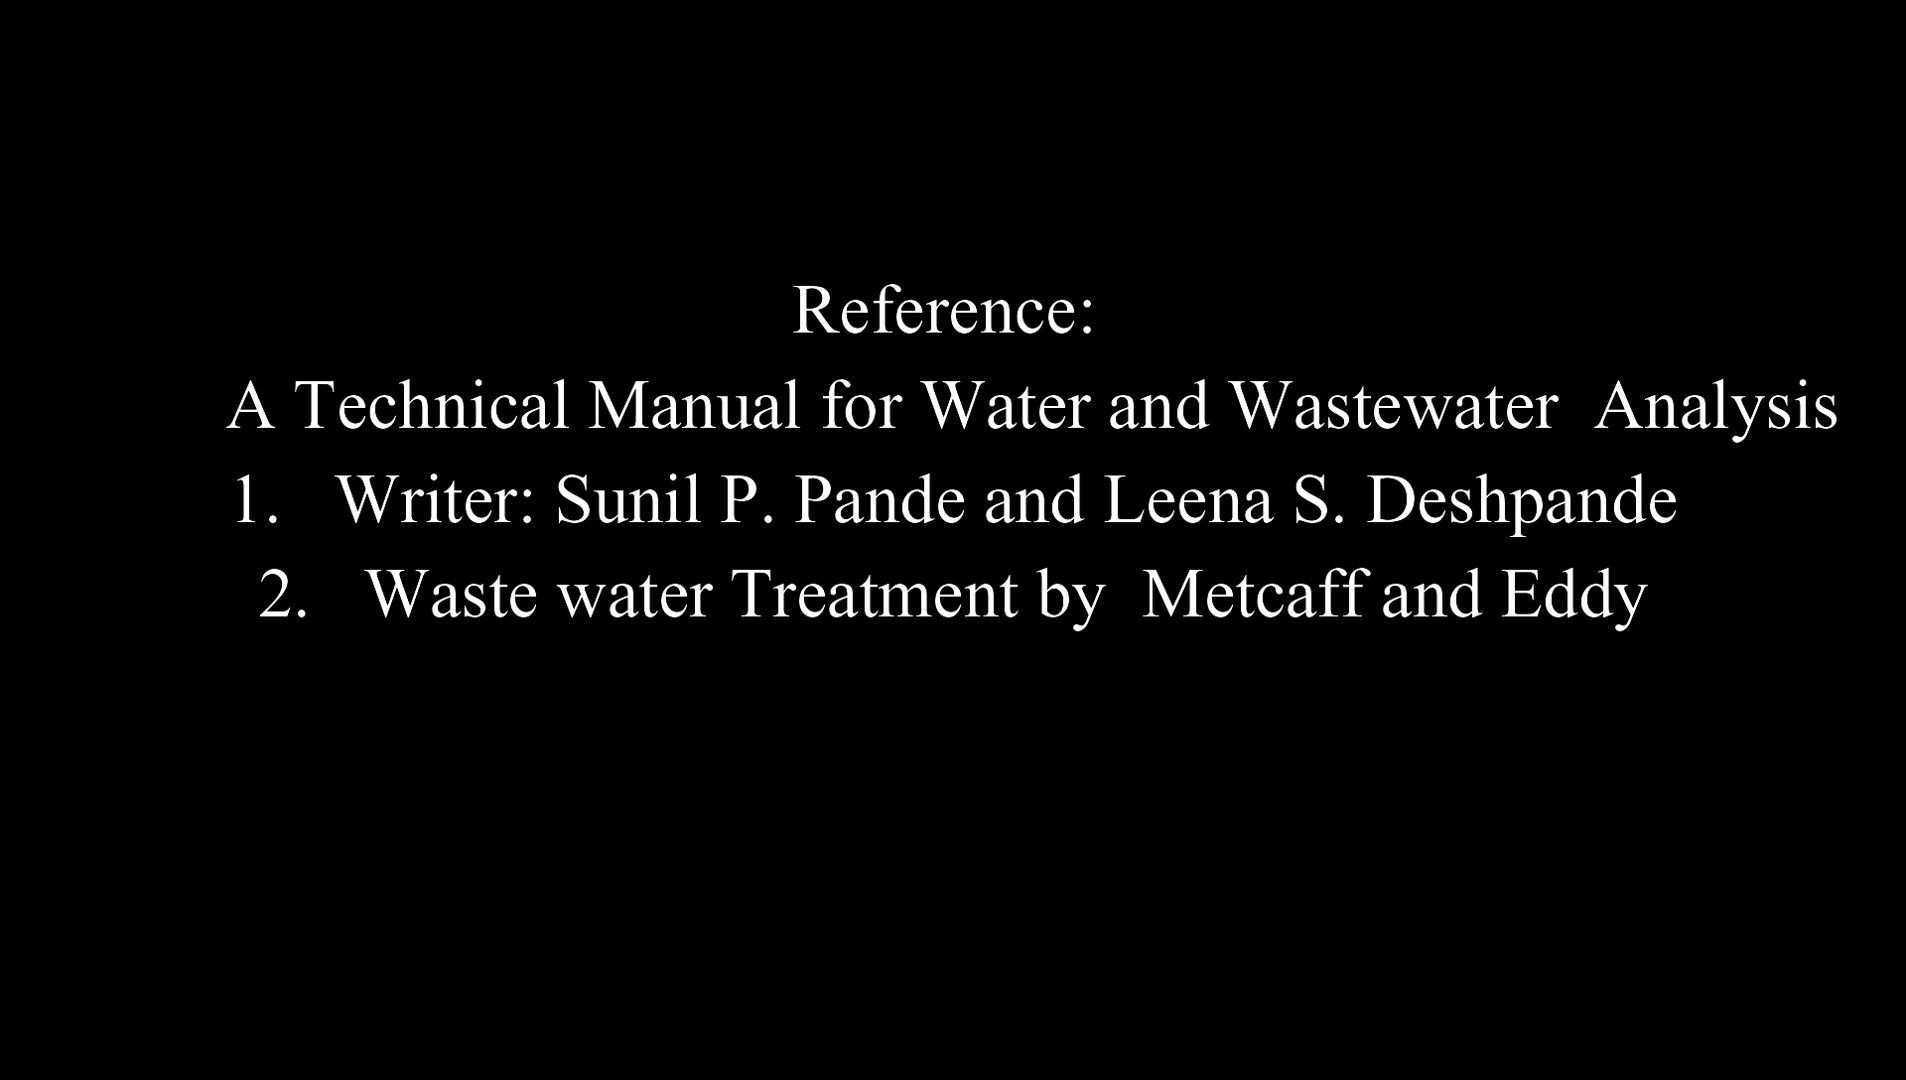 Reference:
A Technical Manual for Water and Wastewater  Analysis
1.   Writer: Sunil P. Pande and Leena S. Deshpande
2.   Waste water Treatment by  Metcaff and Eddy